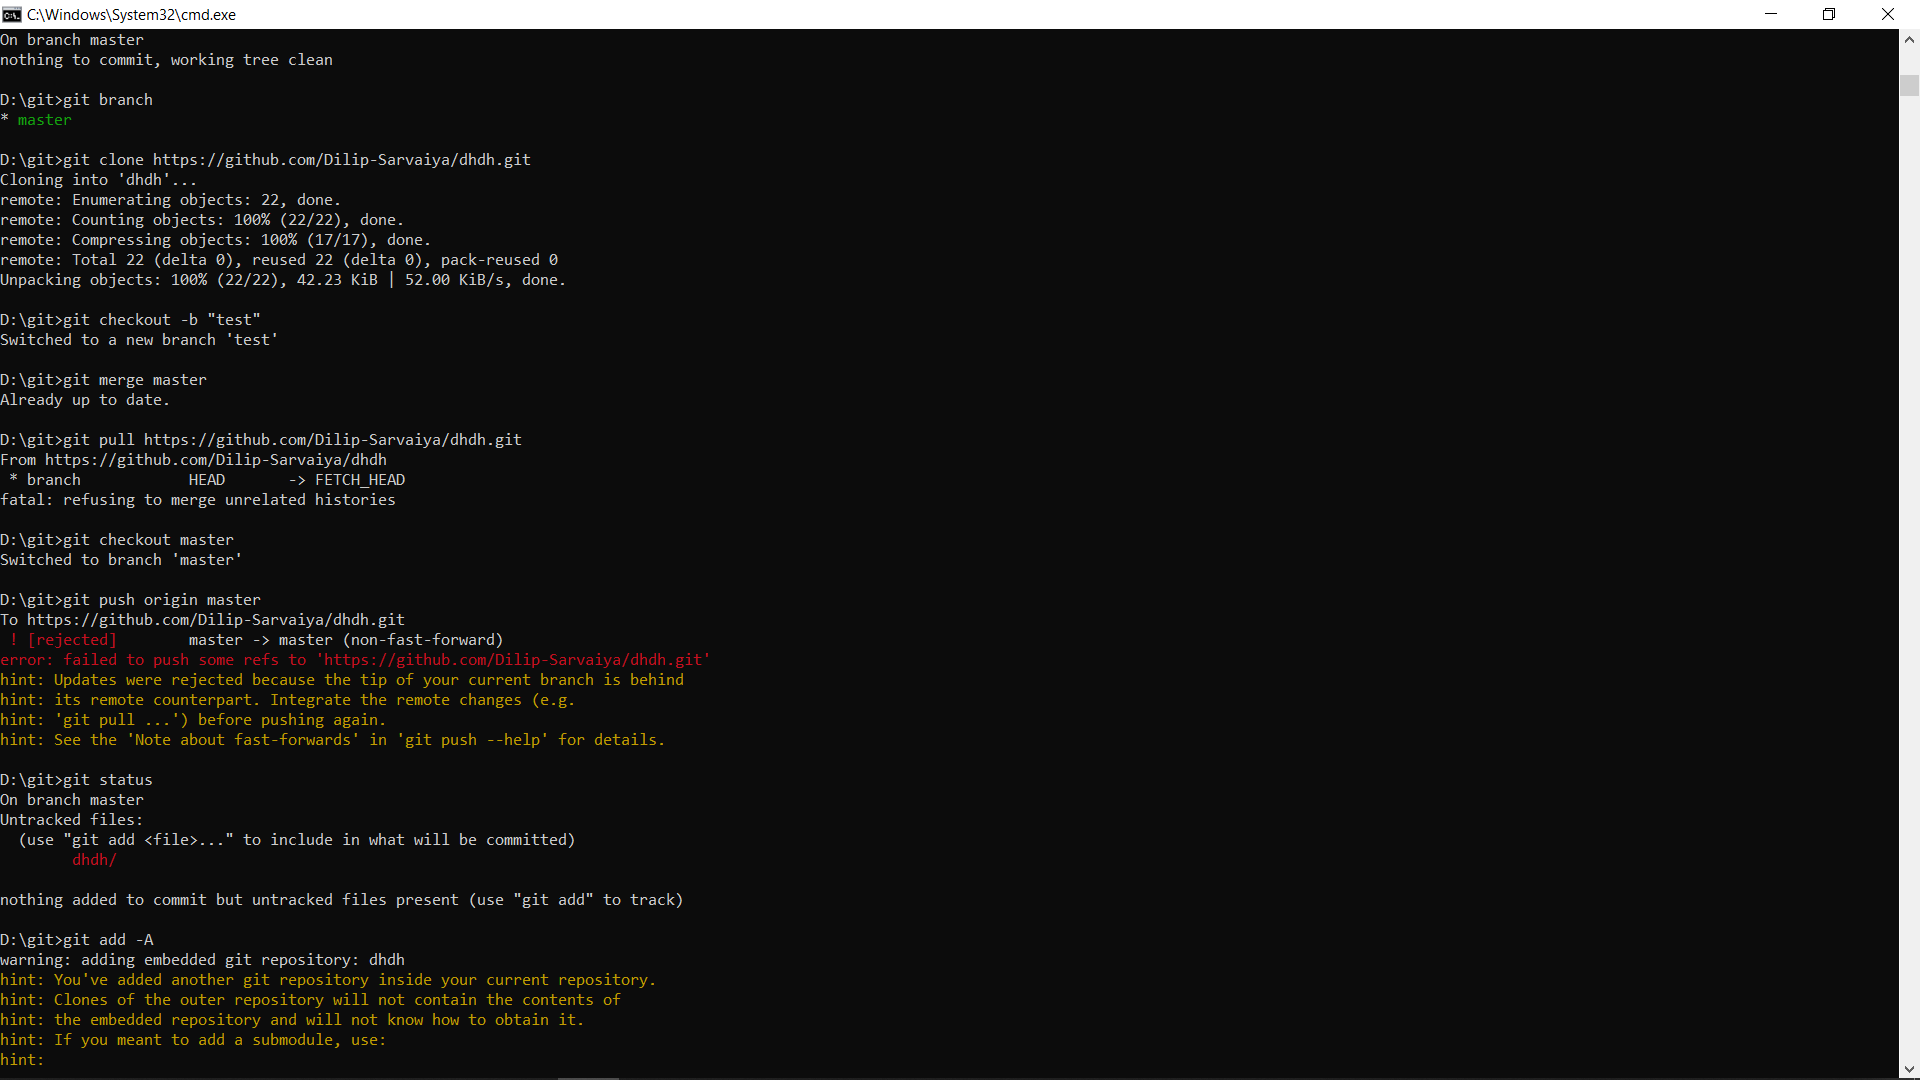 C:\Windows\System32\cmd.exe
On branch master
nothing to commit, working tree clean
D:\git>git branch
* master
D:\git>git clone https://github.com/Dilip-Sarvaiya/dhdh.git
Cloning into 'dhdh'...
remote: Enumerating objects: 22, done.
remote: Counting objects: 100% (22/22), done.
remote: Compressing objects: 100% (17/17), done.
remote: Total 22 (delta 0), reused 22 (delta 0), pack-reused 0
Unpacking objects: 100% (22/22), 42.23 KiB | 52.00 KiB/s, done.
D:\git>git checkout -b "test"
Switched to a new branch 'test'
D:\git>git merge master
Already up to date.
D:\git>git pull https://github.com/Dilip-Sarvaiya/dhdh.git
From https://github.com/Dilip-Sarvaiya/dhdh
 * branch            HEAD       -> FETCH_HEAD
fatal: refusing to merge unrelated histories
D:\git>git checkout master
Switched to branch 'master'
D:\git>git push origin master
To https://github.com/Dilip-Sarvaiya/dhdh.git
 ! [rejected]        master -> master (non-fast-forward)
error: failed to push some refs to 'https://github.com/Dilip-Sarvaiya/dhdh.git'
hint: Updates were rejected because the tip of your current branch is behind
hint: its remote counterpart. Integrate the remote changes (e.g.
hint: 'git pull ...') before pushing again.
hint: See the 'Note about fast-forwards' in 'git push --help' for details.
D:\git>git status
On branch master
Untracked files:
  (use "git add <file>..." to include in what will be committed)
        dhdh/
nothing added to commit but untracked files present (use "git add" to track)
D:\git>git add -A
warning: adding embedded git repository: dhdh
hint: You've added another git repository inside your current repository.
hint: Clones of the outer repository will not contain the contents of
hint: the embedded repository and will not know how to obtain it.
hint: If you meant to add a submodule, use:
hint: